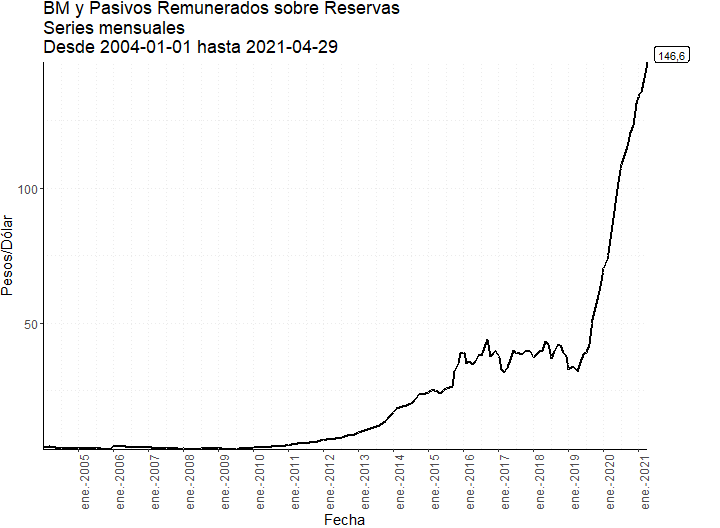 BM y Pasivos Remunerados sobre Reservas
Series mensuales
Desde 2004-01-01 hasta 2021-04-29
146,6
100
50
Pesos/Dólar
ene.-2005
ene.-2006
ene.-2007
ene.-2008
ene.-2009
ene.-2010
ene.-2011
ene.-2012
ene.-2013
ene.-2014
ene.-2015
ene.-2016
ene.-2017
ene.-2018
ene.-2019
ene.-2020
ene.-2021
Fecha